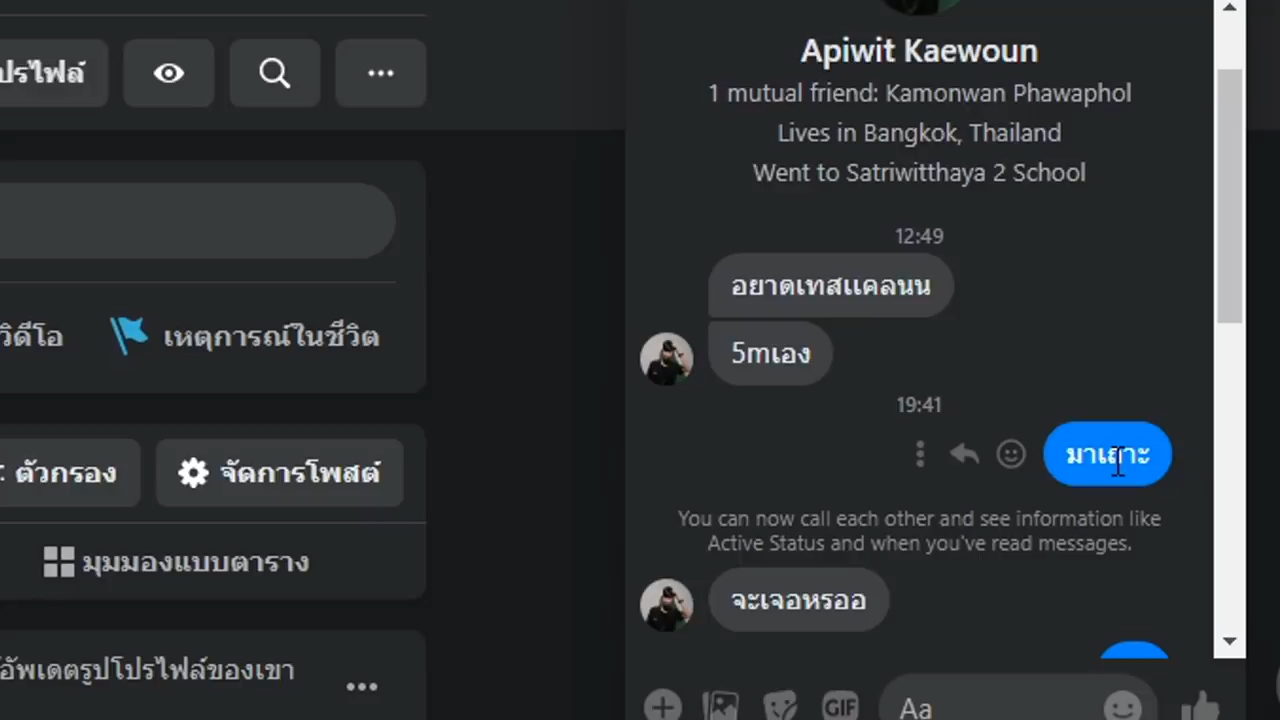 ปรไฟล์
วิดีโอ
เหตุการณ์ในชีวิต
: ตัวกรอง
จัดการโพสต์
มุมมองแบบตาราง
อัพเดตรูปโปรไฟล์ของเขา
Apiwit Kaewoun
1 mutual friend: Kamonwan Phawaphol
Lives in Bangkok, Thailand
Went to Satriwitthaya 2 School
12:49
อยาดเทสแคลนน
5mเอง
19:41
มาเถาะ
You can now call each other and see information like
Active Status and when you've read messages.
จะเจอหรออ
GIF
Aa